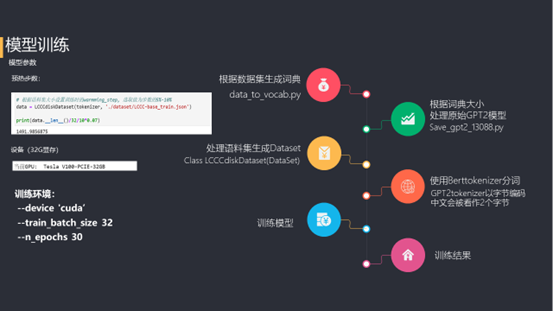 模型训练
模型参数
预热步数:
# 根据语料集大小设置训练时的warming_step, 该数值为步数的5%-10%
data = LCCCdiskDataset(tokenizer, './dataset/LCCC-base_train.json')
print(data.__len__()/32/10*0.07)
1491.9856875
设备（32G显存）
当前GPU: Tesla V100-PCIE-32GB
训练环境:
--device 'cuda'
--train_batch_size 32
--n_epochs 30
根据数据集生成词典
data_to_vocab.py
根据词典大小
处理原始GPT2模型
Save_gpt2_13088.py
处理语料集生成Dataset
Class LCCCdiskDataset(DataSet)
使用Berttokenizer分词
GPT2tokenizer以字节编码
中文会被看作2个字节
训练模型
训练结果